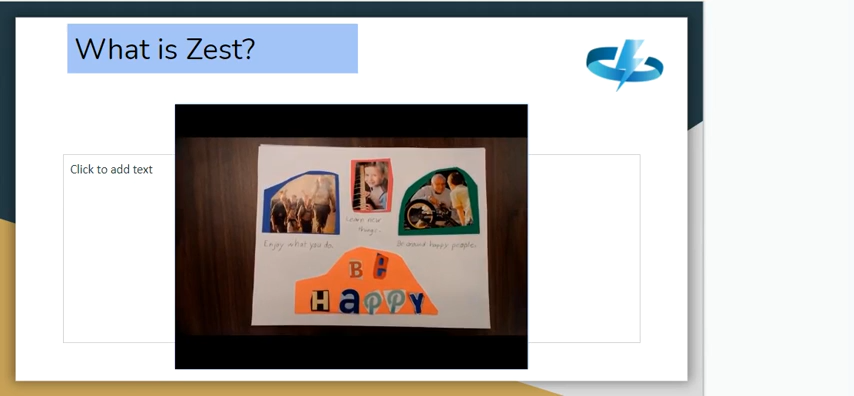 What is Zest?
Click to add text
Learn new
things.
Enjoy what you do.
Be around happy people.
BE
HAPPY